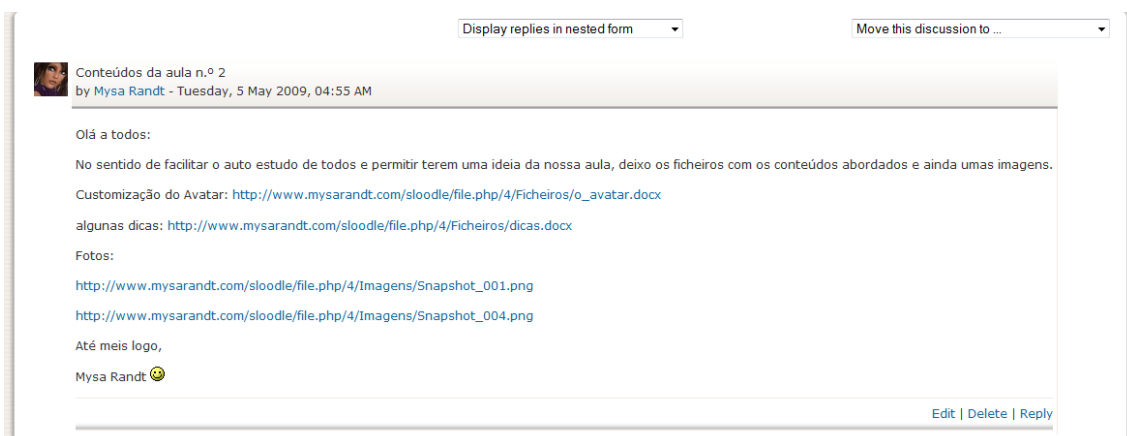 Display replies in nested form
Move this discussion to ...
Conteúdos da aula n.º 2
by Mysa Randt - Tuesday, 5 May 2009, 04:55 AM
Olá a todos:
No sentido de facilitar o auto estudo de todos e permitir terem uma ideia da nossa aula, deixo os ficheiros com os conteúdos abordados e ainda umas imagens.
Customização do Avatar: http://www.mysarandt.com/sloodle/file.php/4/Ficheiros/o_avatar.docx
algunas dicas: http://www.mysarandt.com/sloodle/file.php/4/Ficheiros/dicas.docx
Fotos:
http://www.mysarandt.com/sloodle/file.php/4/Imagens/Snapshot_001.png
http://www.mysarandt.com/sloodle/file.php/4/Imagens/Snapshot_004.png
Até meis logo,
Mysa Randt
Edit | Delete | Reply